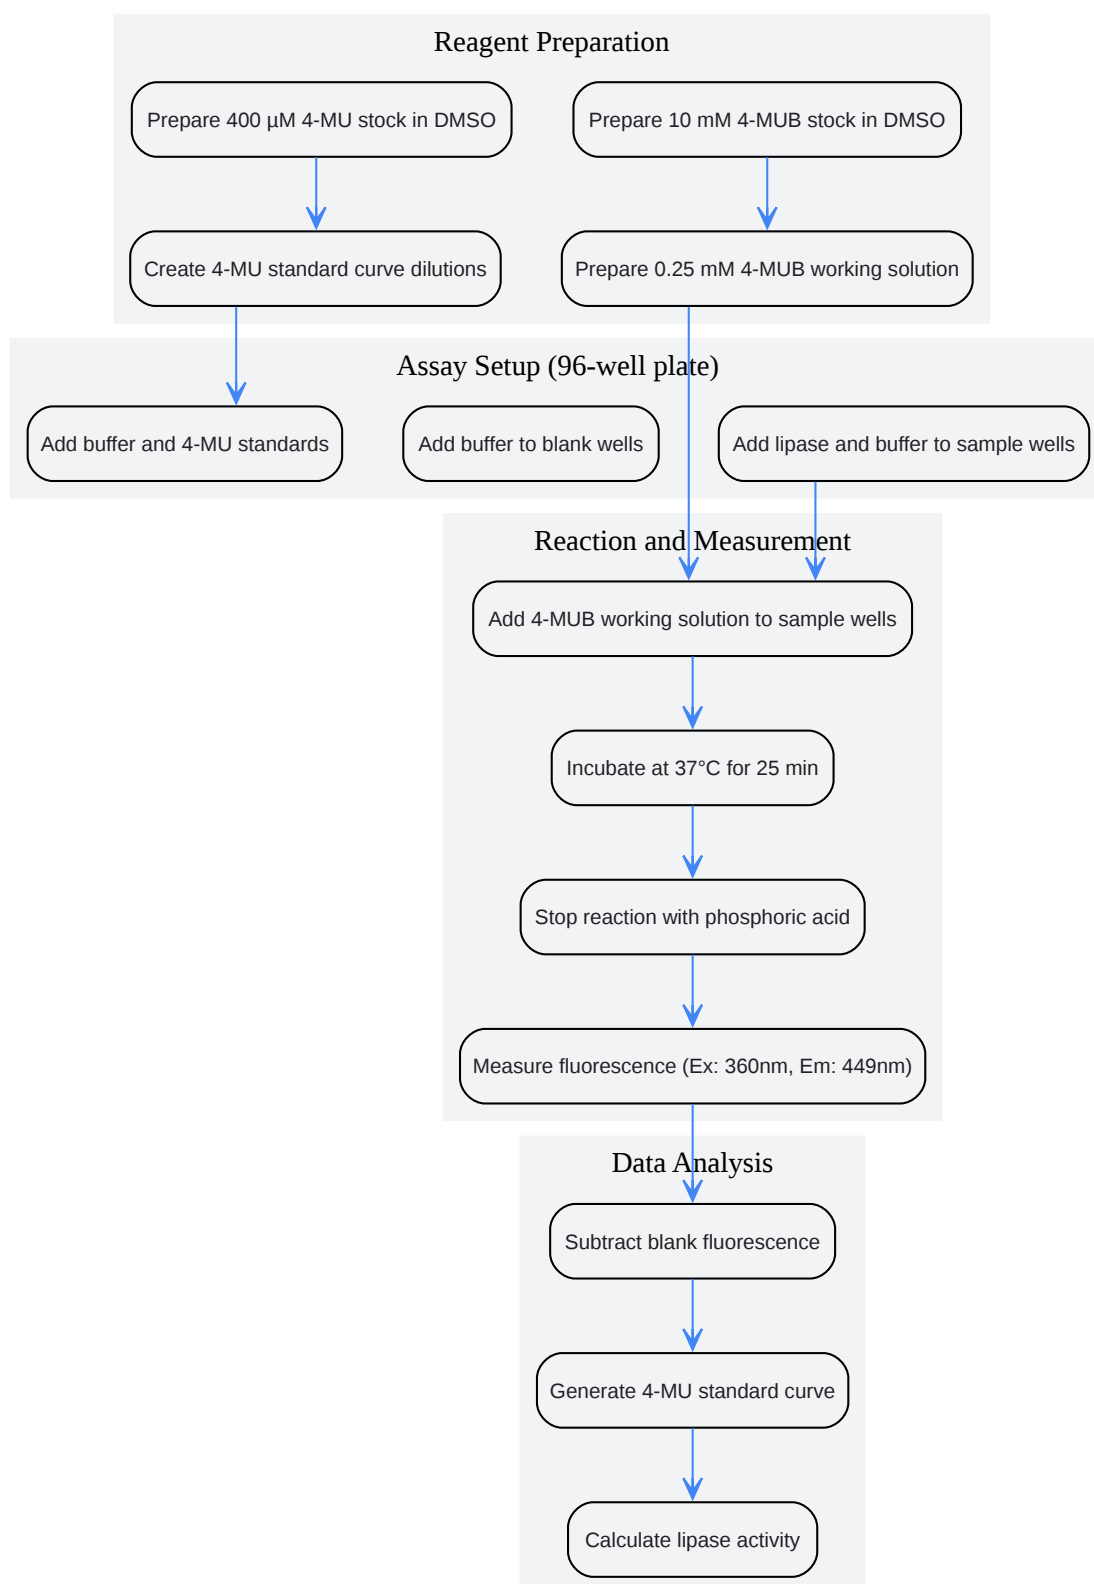 Reagent Preparation
Prepare 400 µM 4-MU stock in DMSO
Prepare 10 mM 4-MUB stock in DMSO
Create 4-MU standard curve dilutions
Prepare 0.25 mM 4-MUB working solution
Assay Setup (96-well plate)
Add buffer and 4-MU standards
Add buffer to blank wells
Add lipase and buffer to sample wells
Reaction and Measurement
Add 4-MUB working solution to sample wells
Incubate at 37°C for 25 min
Stop reaction with phosphoric acid
Measure fluorescence (Ex: 360nm, Em: 449nm)
Data Analysis
Subtract blank fluorescence
Generate 4-MU standard curve
Calculate lipase activity